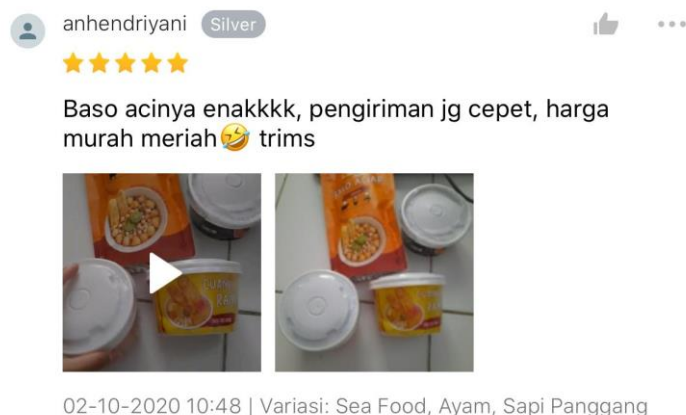 anhendriyani Silver
Baso acinya enakkkk, pengiriman jg cepet, harga
murah meriah🤣 trims
02-10-2020 10:48 | Variasi: Sea Food, Ayam, Sapi Panggang